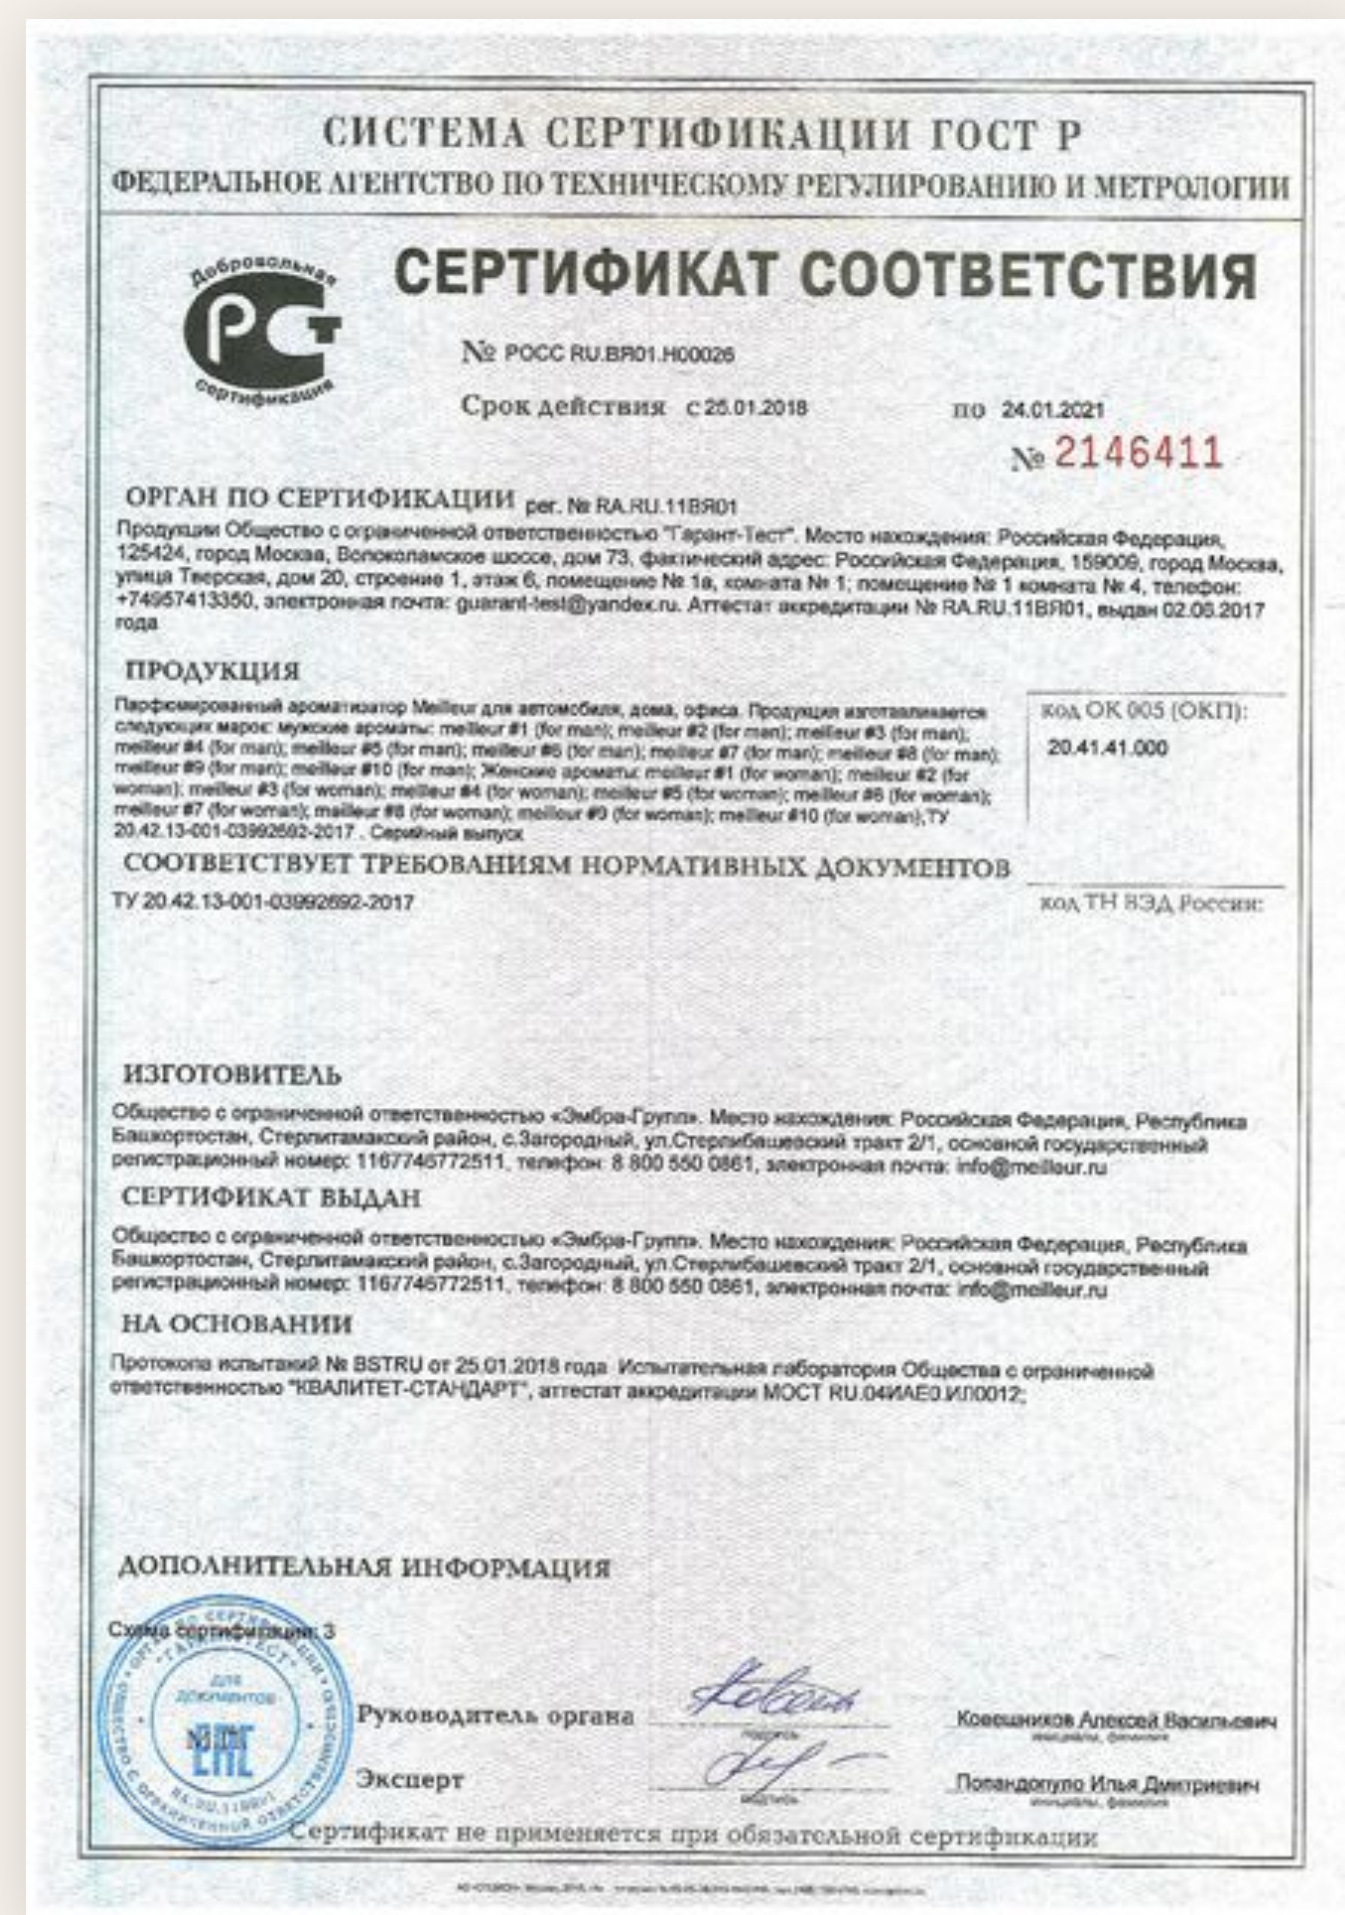 СИСТЕМА СЕРТИФИКАЦИИ ГОСТ Р
ФЕДЕРАЛЬНОЕ АГЕНТСТВО ПО ТЕХНИЧЕСКОМУ РЕГУЛИРОВАНИЮ И МЕТРОЛОГИИ
Добровольная
РСТ
сертификация
СЕРТИФИКАТ СООТВЕТСТВИЯ
№ РОСС RU.ВЯ01.Н00026
Срок действия с 25.01.2018 по 24.01.2021
№ 2146411
ОРГАН ПО СЕРТИФИКАЦИИ рег. № RA.RU.11ВЯ01
Продукции Общество с ограниченной ответственностью "Гарант-Тест". Место нахождения: Российская Федерация,
125424, город Москва, Волоколамское шоссе, дом 73, фактический адрес: Российская Федерация, 159009, город Москва,
улица Тверская, дом 20, строение 1, этаж 6, помещение № 1а, комната № 1; помещение № 1 комната № 4, телефон:
+74957413350, электронная почта: guarant-test@yandex.ru. Аттестат аккредитации № RA.RU.11ВЯ01, выдан 02.06.2017
года
ПРОДУКЦИЯ
Парфюмированный ароматизатор Meilleur для автомобиля, дома, офиса. Продукция изготавливается
следующих марок: мужские ароматы: meilleur #1 (for man); meilleur #2 (for man); meilleur #3 (for man);
meilleur #4 (for man); meilleur #5 (for man); meilleur #6 (for man); meilleur #7 (for man); meilleur #8 (for man);
meilleur #9 (for man); meilleur #10 (for man); Женские ароматы: meilleur #1 (for woman); meilleur #2 (for
woman); meilleur #3 (for woman); meilleur #4 (for woman); meilleur #5 (for woman); meilleur #6 (for woman);
meilleur #7 (for woman); meilleur #8 (for woman); meilleur #9 (for woman); meilleur #10 (for woman),ТУ
20.42.13-001-03992692-2017 . Серийный выпуск
код ОК 005 (ОКП):
20.41.41.000
СООТВЕТСТВУЕТ ТРЕБОВАНИЯМ НОРМАТИВНЫХ ДОКУМЕНТОВ
ТУ 20.42.13-001-03992692-2017
код ТН ВЭД России:
ИЗГОТОВИТЕЛЬ
Общество с ограниченной ответственностью «Эмбра-Групп». Место нахождения: Российская Федерация, Республика
Башкортостан, Стерлитамакский район, с.Загородный, ул.Стерлибашевский тракт 2/1, основной государственный
регистрационный номер: 1167746772511, телефон: 8 800 550 0861, электронная почта: info@meilleur.ru
СЕРТИФИКАТ ВЫДАН
Общество с ограниченной ответственностью «Эмбра-Групп». Место нахождения: Российская Федерация, Республика
Башкортостан, Стерлитамакский район, с.Загородный, ул.Стерлибашевский тракт 2/1, основной государственный
регистрационный номер: 1167746772511, телефон: 8 800 550 0861, электронная почта: info@meilleur.ru
НА ОСНОВАНИИ
Протокола испытаний № BSTRU от 25.01.2018 года Испытательная лаборатория Общества с ограниченной
ответственностью "КВАЛИТЕТ-СТАНДАРТ", аттестат аккредитации МОСТ RU.04ИАЕ0.ИЛ0012;
ДОПОЛНИТЕЛЬНАЯ ИНФОРМАЦИЯ
Схема сертификации: 3
"ГАРАНТ-ТЕСТ"
ДЛЯ
ДОКУМЕНТОВ
М.П.
RA.RU.11ВЯ01
Руководитель органа
подпись
Ковешников Алексей Васильевич
инициалы, фамилия
Эксперт
подпись
Попандопуло Илья Дмитриевич
инициалы, фамилия
Сертификат не применяется при обязательной сертификации